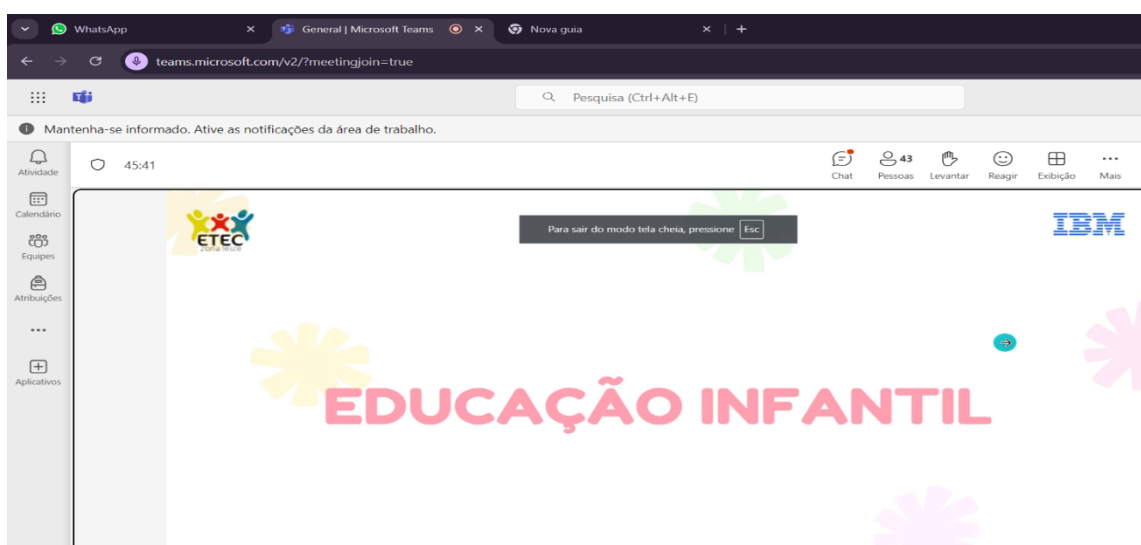 WhatsApp
General | Microsoft Teams
Nova guia
teams.microsoft.com/v2/?meetingjoin=true
Pesquisa (Ctrl+Alt+E)
Mantenha-se informado. Ative as notificações da área de trabalho.
Atividade
45:41
Chat
43
Pessoas
Levantar
Reagir
Exibição
Mais
Calendário
Equipes
Atribuições
Aplicativos
ETEC
Zona leste
Para sair do modo tela cheia, pressione Esc
IBM
EDUCAÇÃO INFANTIL